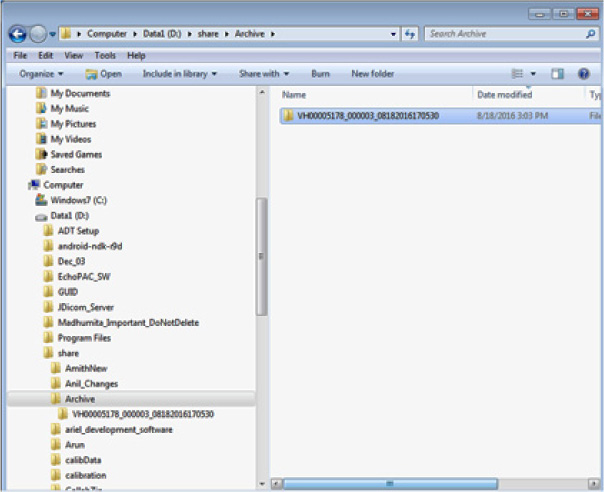 Computer ▸ Data1 (D:) ▸ share ▸ Archive ▸
Search Archive
File Edit View Tools Help
Organize Open Include in library Share with Burn New folder
My Documents
My Music
My Pictures
My Videos
Saved Games
Searches
Computer
Windows7 (C:)
Data1 (D:)
ADT Setup
android-ndk-r9d
Dec_03
EchoPAC_SW
GUID
JDicom_Server
Madhumita_Important_DoNotDelete
Program Files
share
AmithNew
Anil_Changes
Archive
VH00005178_000003_08182016170530
ariel_development_software
Arun
calibData
calibration
Name Date modified Ty
VH00005178_000003_08182016170530 8/18/2016 3:03 PM File